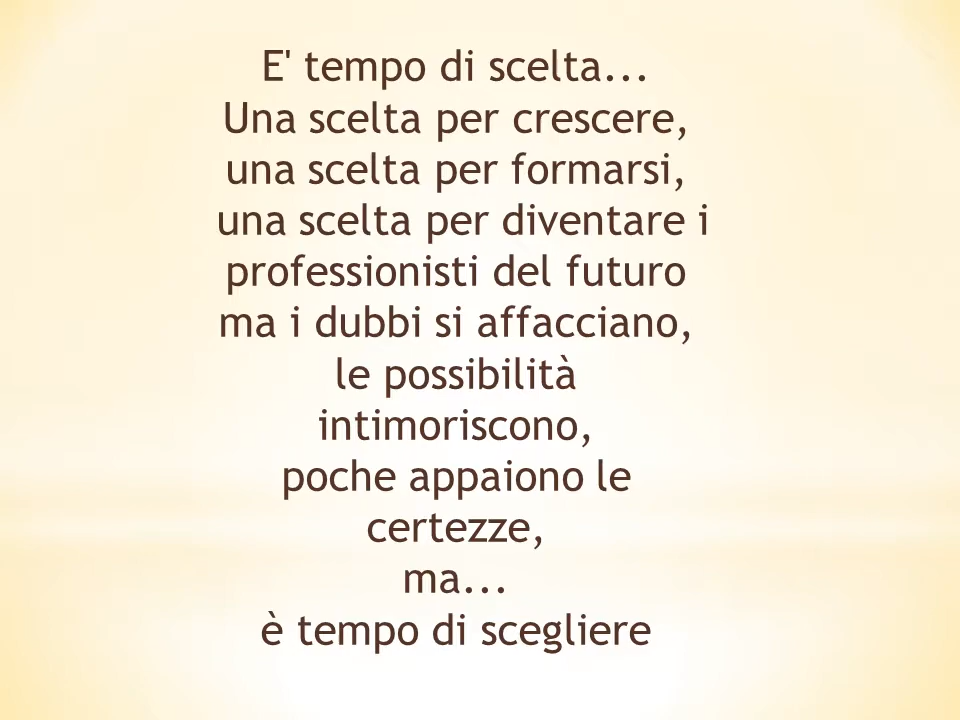 E' tempo di scelta...
Una scelta per crescere,
una scelta per formarsi,
una scelta per diventare i
professionisti del futuro
ma i dubbi si affacciano,
le possibilità
intimoriscono,
poche appaiono le
certezze,
ma...
è tempo di scegliere